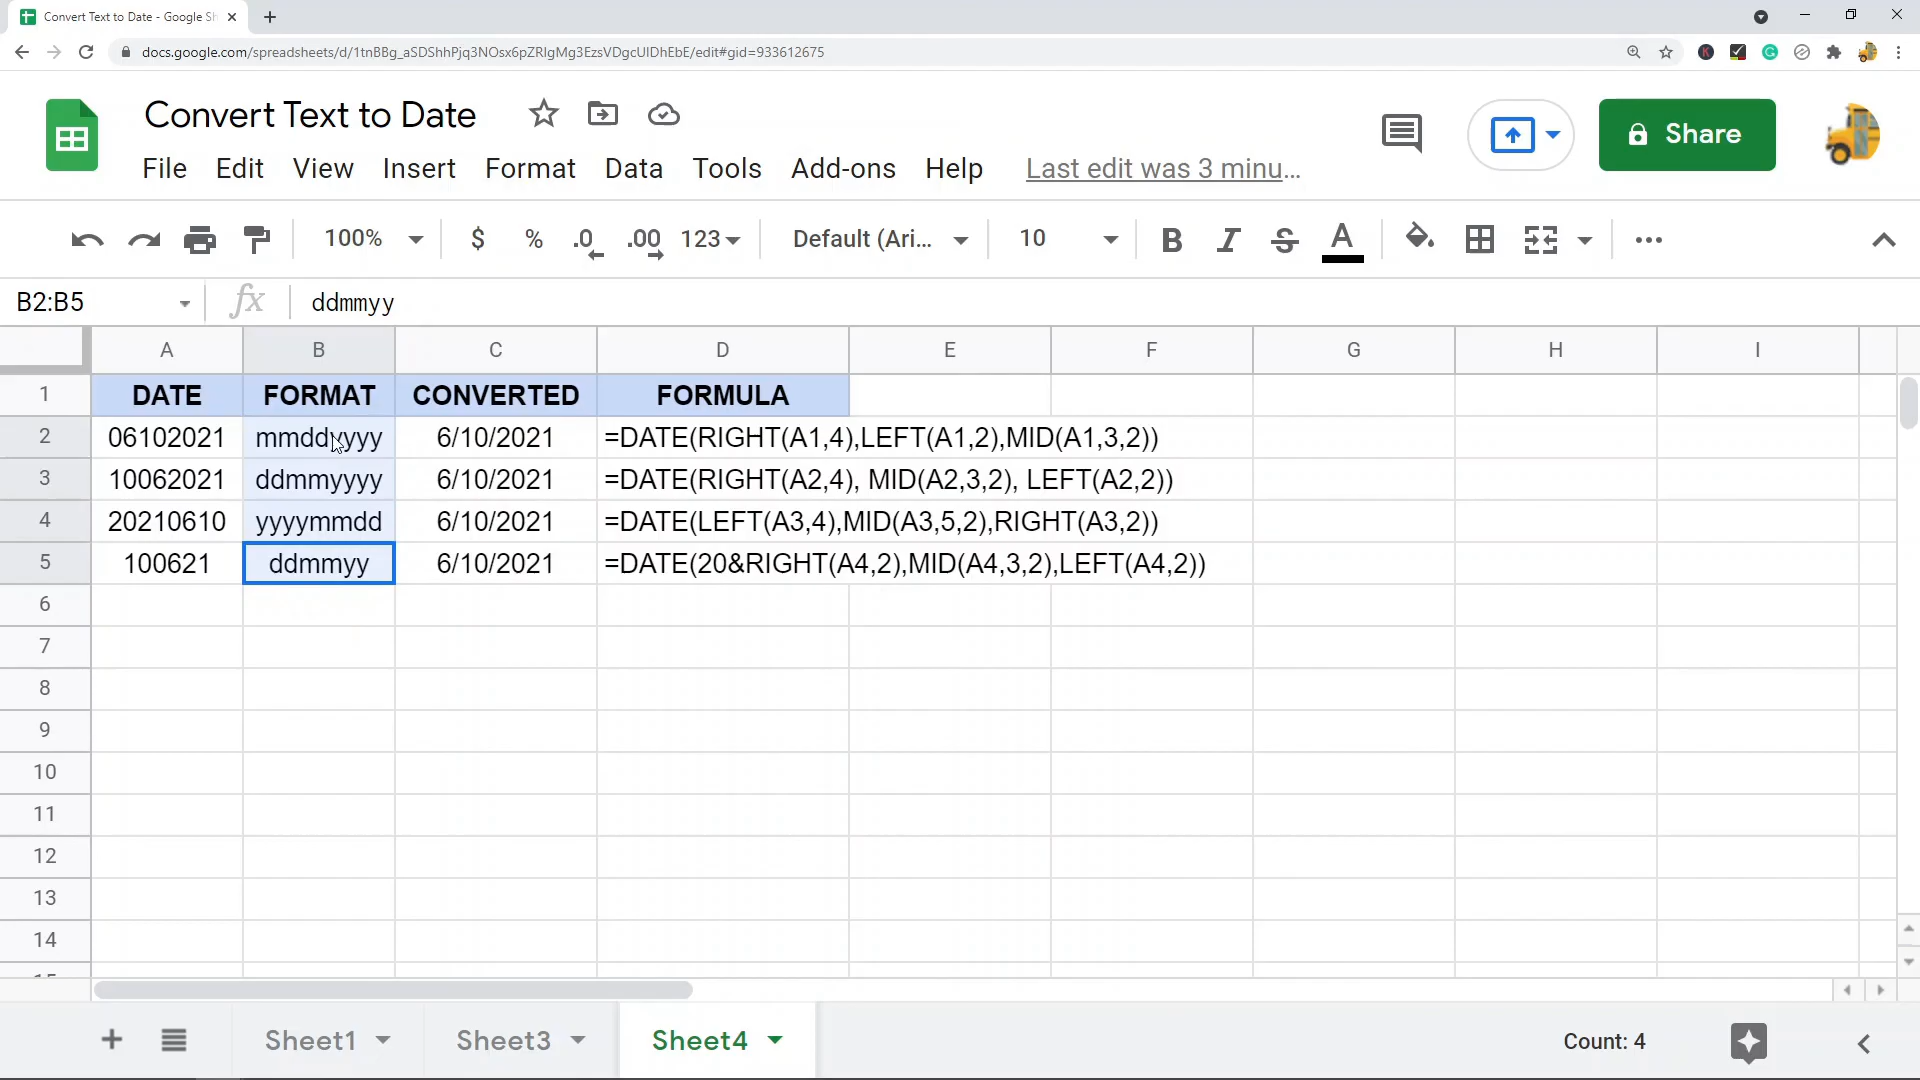 Convert Text to Date - Google Sh
docs.google.com/spreadsheets/d/1tnBBg_aSDShhPjq3NOsx6pZRIgMg3EzsVDgcUIDhEbE/edit#gid=933612675
Convert Text to Date
Share
File Edit View Insert Format Data Tools Add-ons Help Last edit was 3 minu...
100% $ % .0 .00 123 Default (Ari... 10 B I S A
B2:B5 fx ddmmyy
A B C D E F G H I
1 DATE FORMAT CONVERTED FORMULA
2 06102021 mmddyyyy 6/10/2021 =DATE(RIGHT(A1,4),LEFT(A1,2),MID(A1,3,2))
3 10062021 ddmmyyyy 6/10/2021 =DATE(RIGHT(A2,4), MID(A2,3,2), LEFT(A2,2))
4 20210610 yyyymmdd 6/10/2021 =DATE(LEFT(A3,4),MID(A3,5,2),RIGHT(A3,2))
5 100621 ddmmyy 6/10/2021 =DATE(20&RIGHT(A4,2),MID(A4,3,2),LEFT(A4,2))
6
7
8
9
10
11
12
13
14
Sheet1 Sheet3 Sheet4 Count: 4